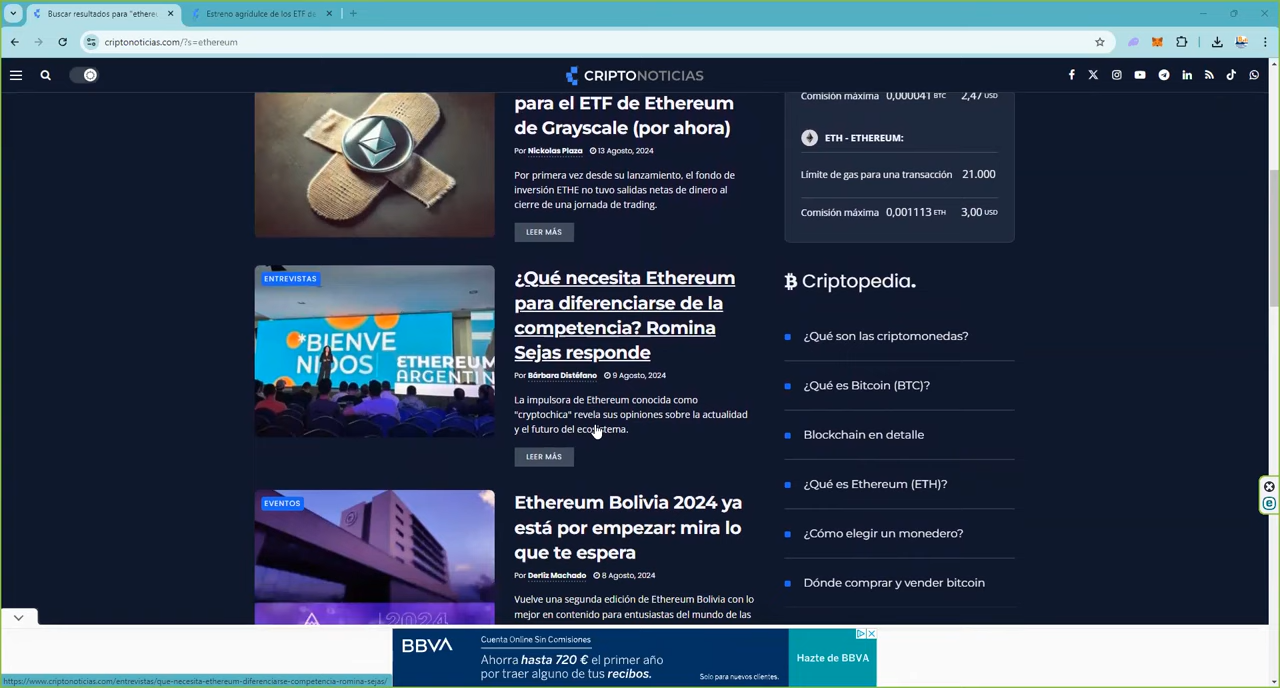 Buscar resultados para "ethere
Estreno agridulce de los ETF de
criptonoticias.com/?s=ethereum
CRIPTONOTICIAS
para el ETF de Ethereum
de Grayscale (por ahora)
Por Nickolas Plaza 13 Agosto, 2024
Por primera vez desde su lanzamiento, el fondo de
inversión ETHE no tuvo salidas netas de dinero al
cierre de una jornada de trading.
LEER MÁS
ENTREVISTAS
*BIENVE
NIDOS
ETHEREUM
ARGENTIN
¿Qué necesita Ethereum
para diferenciarse de la
competencia? Romina
Sejas responde
Por Bárbara Distéfano 9 Agosto, 2024
La impulsora de Ethereum conocida como
"cryptochica" revela sus opiniones sobre la actualidad
y el futuro del ecosistema.
LEER MÁS
EVENTOS
2024
Ethereum Bolivia 2024 ya
está por empezar: mira lo
que te espera
Por Derliz Machado 8 Agosto, 2024
Vuelve una segunda edición de Ethereum Bolivia con lo
mejor en contenido para entusiastas del mundo de las
Comisión máxima 0,000041 BTC 2,47 USD
ETH - ETHEREUM:
Límite de gas para una transacción 21.000
Comisión máxima 0,001113 ETH 3,00 USD
Criptopedia.
¿Qué son las criptomonedas?
¿Qué es Bitcoin (BTC)?
Blockchain en detalle
¿Qué es Ethereum (ETH)?
¿Cómo elegir un monedero?
Dónde comprar y vender bitcoin
BBVA
Cuenta Online Sin Comisiones
Ahorra hasta 720 € el primer año
por traer alguno de tus recibos.
Solo para nuevos clientes.
Hazte de BBVA
https://www.criptonoticias.com/entrevistas/que-necesita-ethereum-diferenciarse-competencia-romina-sejas/